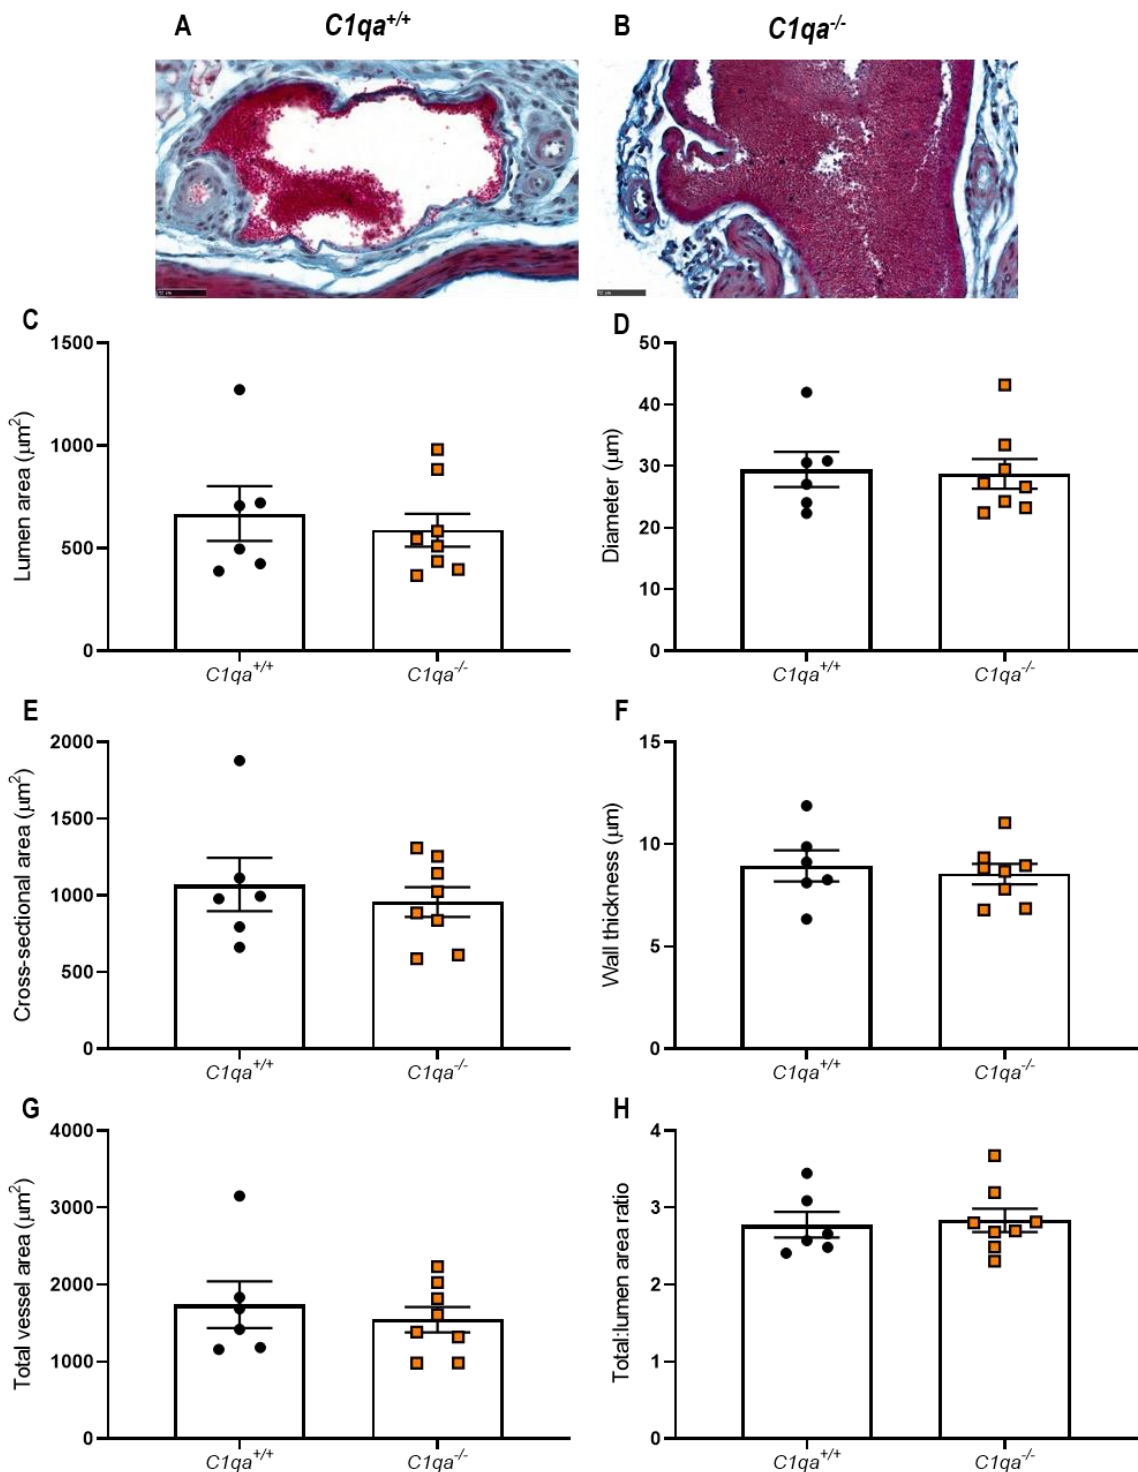 A C1qa+/+ B C1qa-/-
C D
1500
1000
500
0
Lumen area (μm2)
C1qa+/+ C1qa-/-
50
40
30
20
10
0
Diameter (μm)
C1qa+/+ C1qa-/-
E F
2000
1500
1000
500
0
Cross-sectional area (μm2)
C1qa+/+ C1qa-/-
15
10
5
0
Wall thickness (μm)
C1qa+/+ C1qa-/-
G H
4000
3000
2000
1000
0
Total vessel area (μm2)
C1qa+/+ C1qa-/-
4
3
2
1
0
Total:lumen area ratio
C1qa+/+ C1qa-/-